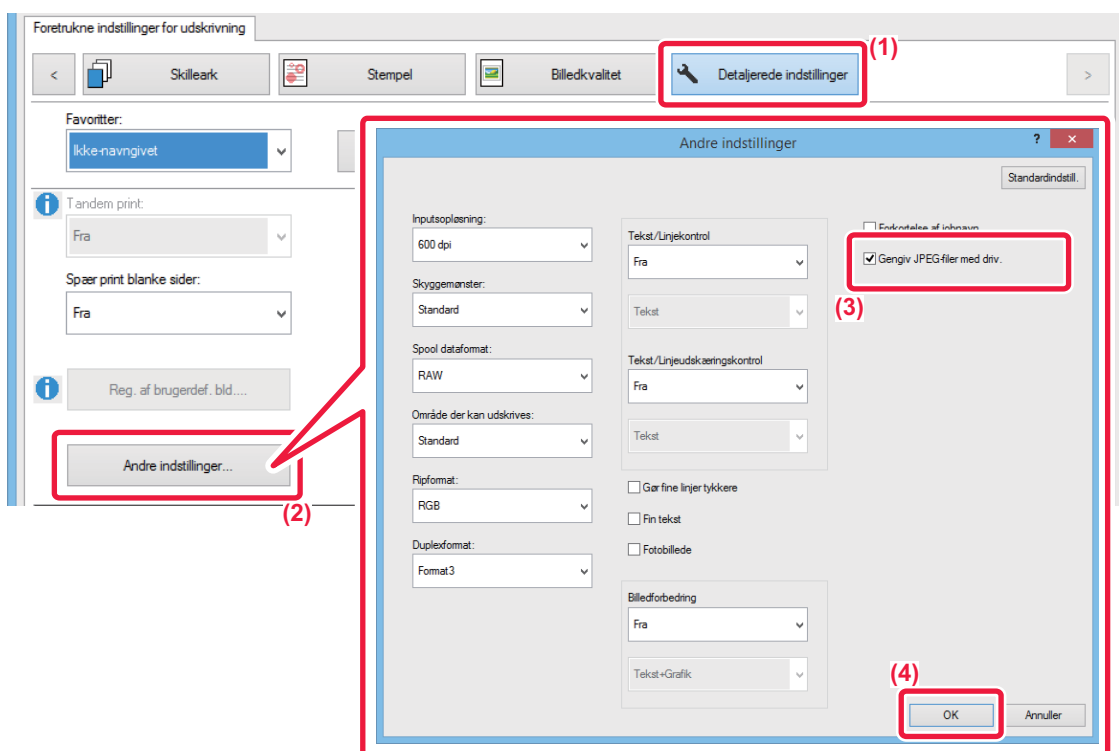 Foretrukne indstillinger for udskrivning
(1)
< Skilleark Stempel Billedkvalitet Detaljerede indstillinger >
Favoritter:
Ikke-navngivet
Tandem print:
Fra
Spær print blanke sider:
Fra
Reg. af brugerdef. bld....
Andre indstillinger...
(2)
Andre indstillinger ? ×
Standardindstill.
Inputsopløsning:
600 dpi
Skyggemønster:
Standard
Spool dataformat:
RAW
Område der kan udskrives:
Standard
Ripformat:
RGB
Duplexformat:
Format3
Tekst/Linjekontrol
Fra
Tekst
Tekst/Linjeudskæringskontrol
Fra
Tekst
Gør fine linjer tykkere
Fin tekst
Fotobillede
Billedforbedring
Fra
Tekst+Grafik
Forkortelse af jobnavn
Gengiv JPEG-filer med driv.
(3)
(4)
OK Annuller